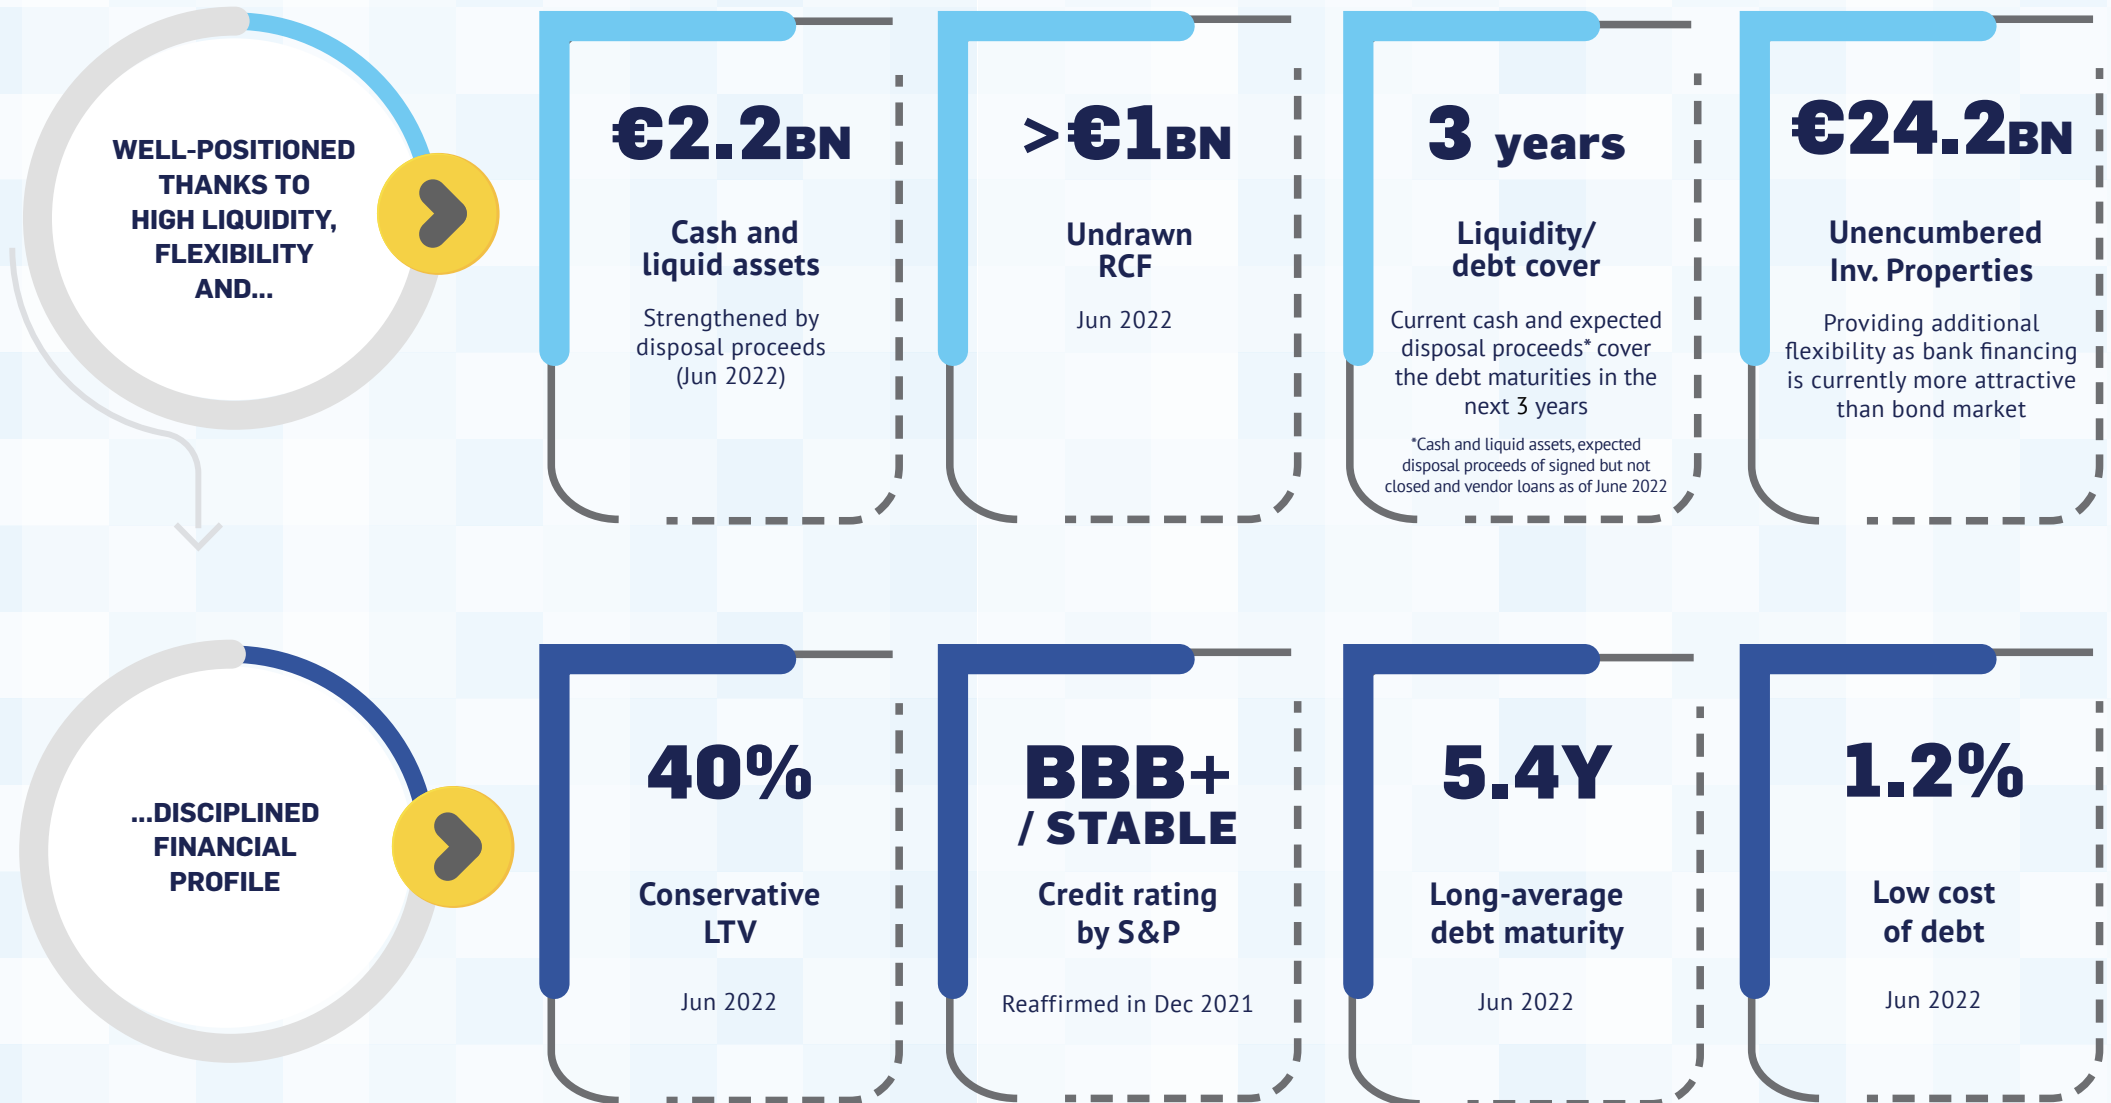 WELL-POSITIONED
THANKS TO
HIGH LIQUIDITY,
FLEXIBILITY
AND...
€2.2BN
Cash and
liquid assets
Strengthened by
disposal proceeds
(Jun 2022)
>€1BN
Undrawn
RCF
Jun 2022
3 years
Liquidity/
debt cover
Current cash and expected
disposal proceeds* cover
the debt maturities in the
next 3 years
*Cash and liquid assets, expected
disposal proceeds of signed but not
closed and vendor loans as of June 2022
€24.2BN
Unencumbered
Inv. Properties
Providing additional
flexibility as bank financing
is currently more attractive
than bond market
...DISCIPLINED
FINANCIAL
PROFILE
40%
Conservative
LTV
Jun 2022
BBB+
/ STABLE
Credit rating
by S&P
Reaffirmed in Dec 2021
5.4Y
Long-average
debt maturity
Jun 2022
1.2%
Low cost
of debt
Jun 2022